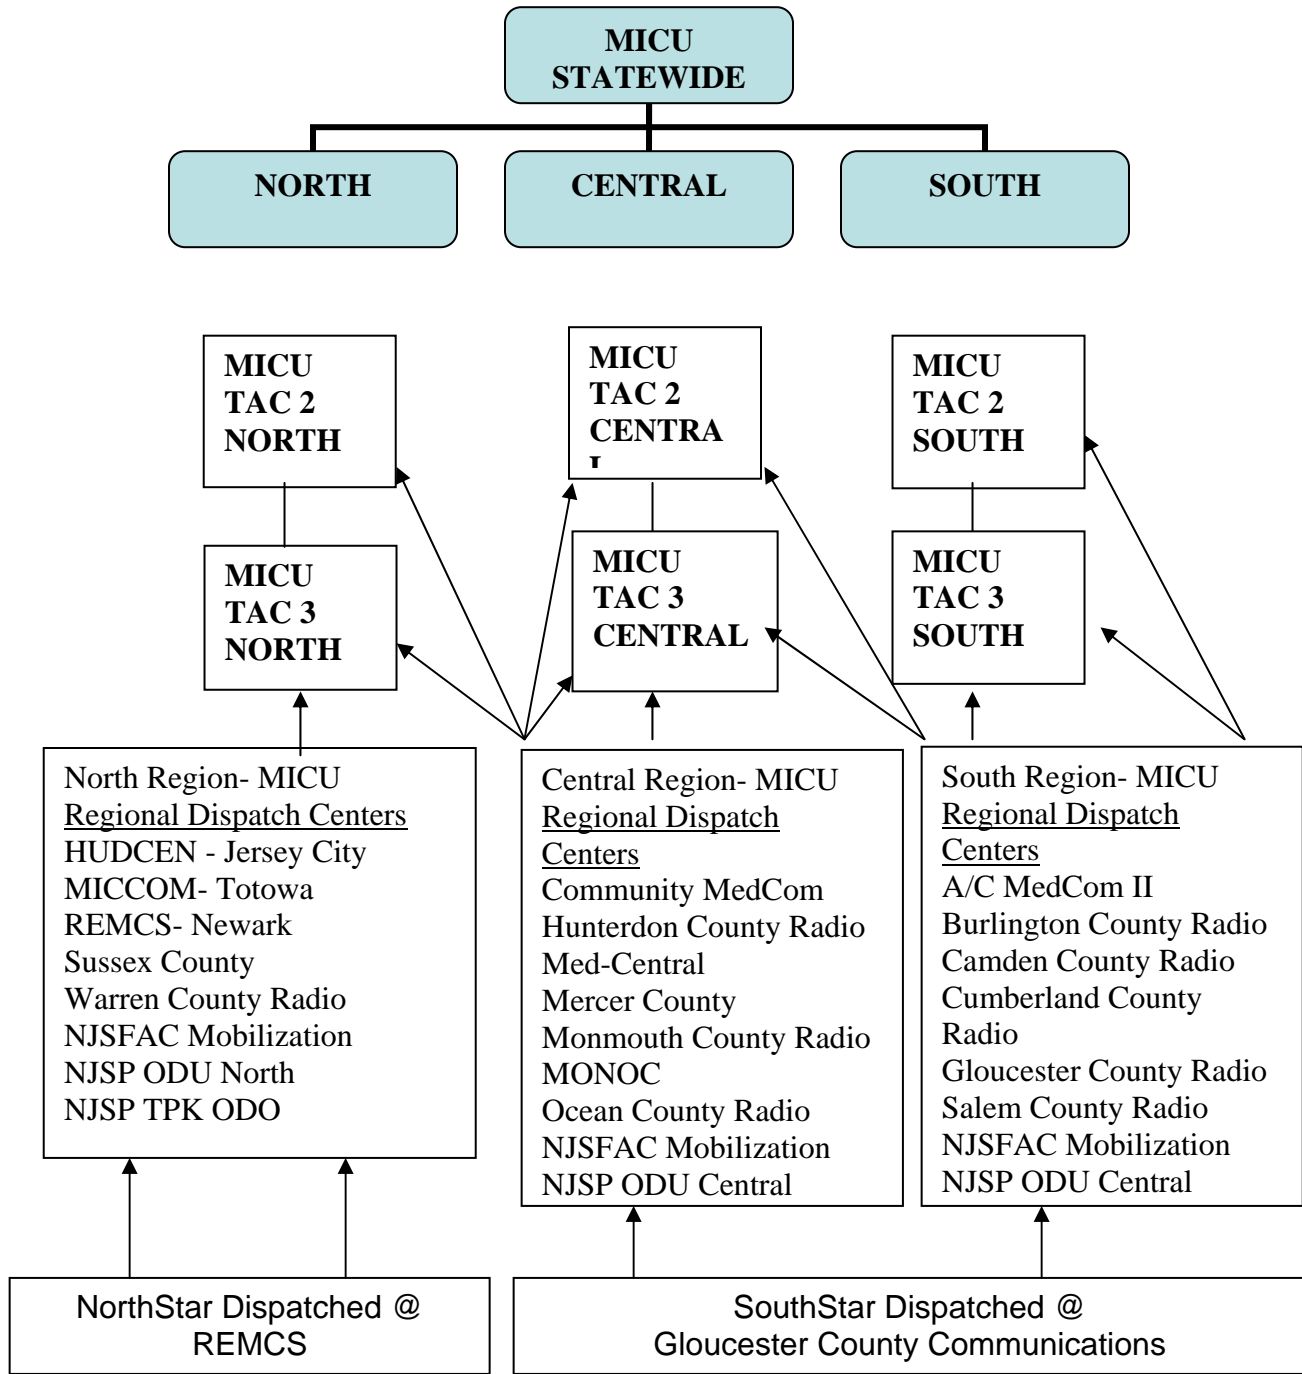 MICU
STATEWIDE
NORTH
CENTRAL
SOUTH
MICU
TAC 2
NORTH
MICU
TAC 2
CENTRA
L
MICU
TAC 2
SOUTH
MICU
TAC 3
NORTH
MICU
TAC 3
CENTRAL
MICU
TAC 3
SOUTH
North Region- MICU
Regional Dispatch Centers
HUDCEN - Jersey City
MICCOM- Totowa
REMCS- Newark
Sussex County
Warren County Radio
NJSFAC Mobilization
NJSP ODU North
NJSP TPK ODO
Central Region- MICU
Regional Dispatch
Centers
Community MedCom
Hunterdon County Radio
Med-Central
Mercer County
Monmouth County Radio
MONOC
Ocean County Radio
NJSFAC Mobilization
NJSP ODU Central
South Region- MICU
Regional Dispatch
Centers
A/C MedCom II
Burlington County Radio
Camden County Radio
Cumberland County
Radio
Gloucester County Radio
Salem County Radio
NJSFAC Mobilization
NJSP ODU Central
NorthStar Dispatched @
REMCS
SouthStar Dispatched @
Gloucester County Communications